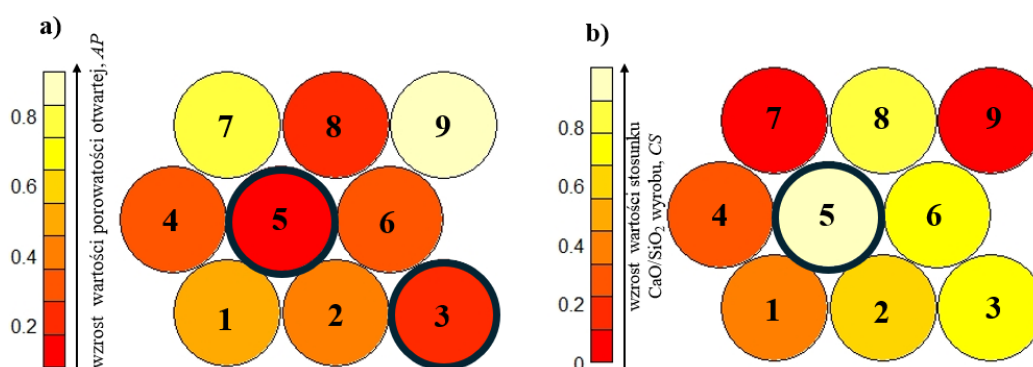 a)
wzrost wartości porowatości otwartej, AP
0.8
0.6
0.4
0.2
7 8 9
4 5 6
1 2 3
b)
wzrost wartości stosunku
CaO/SiO₂ wyrobu, CS
0.8
0.6
0.4
0.2
0
7 8 9
4 5 6
1 2 3